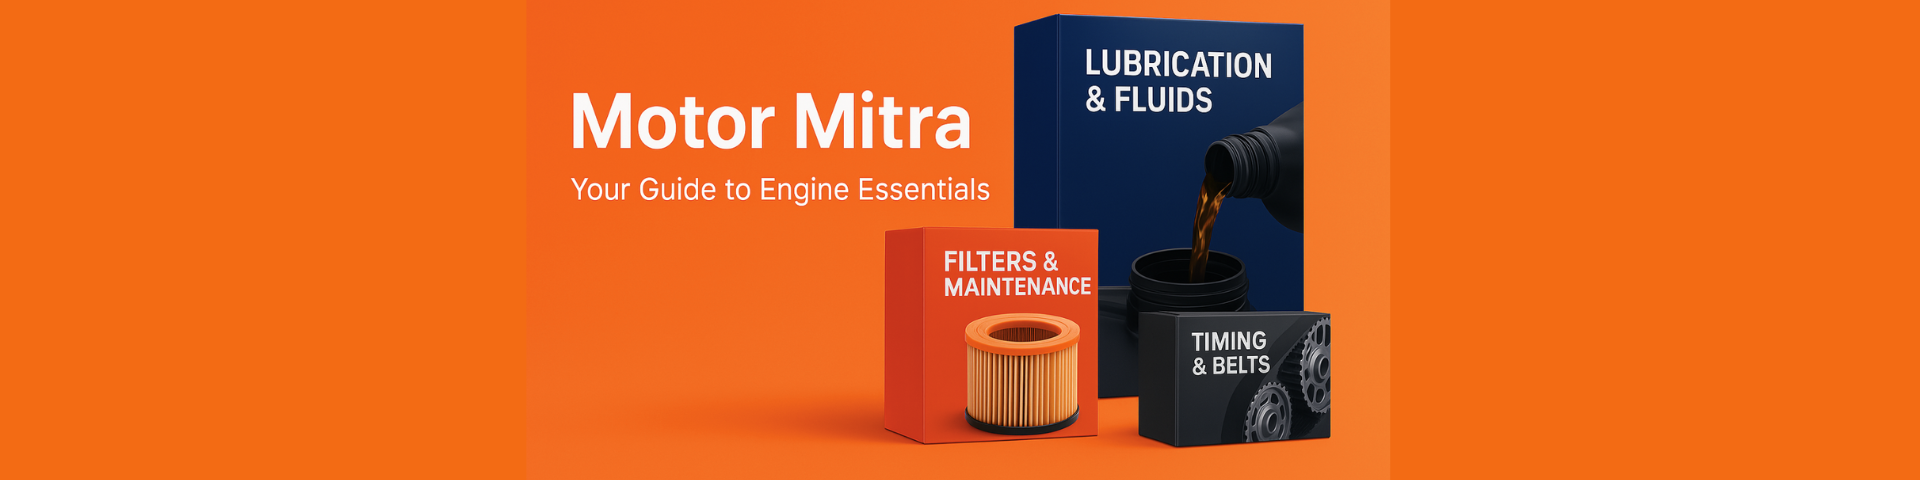 Motor Mitra
Your Guide to Engine Essentials
LUBRICATION
& FLUIDS
FILTERS &
MAINTENANCE
TIMING
& BELTS